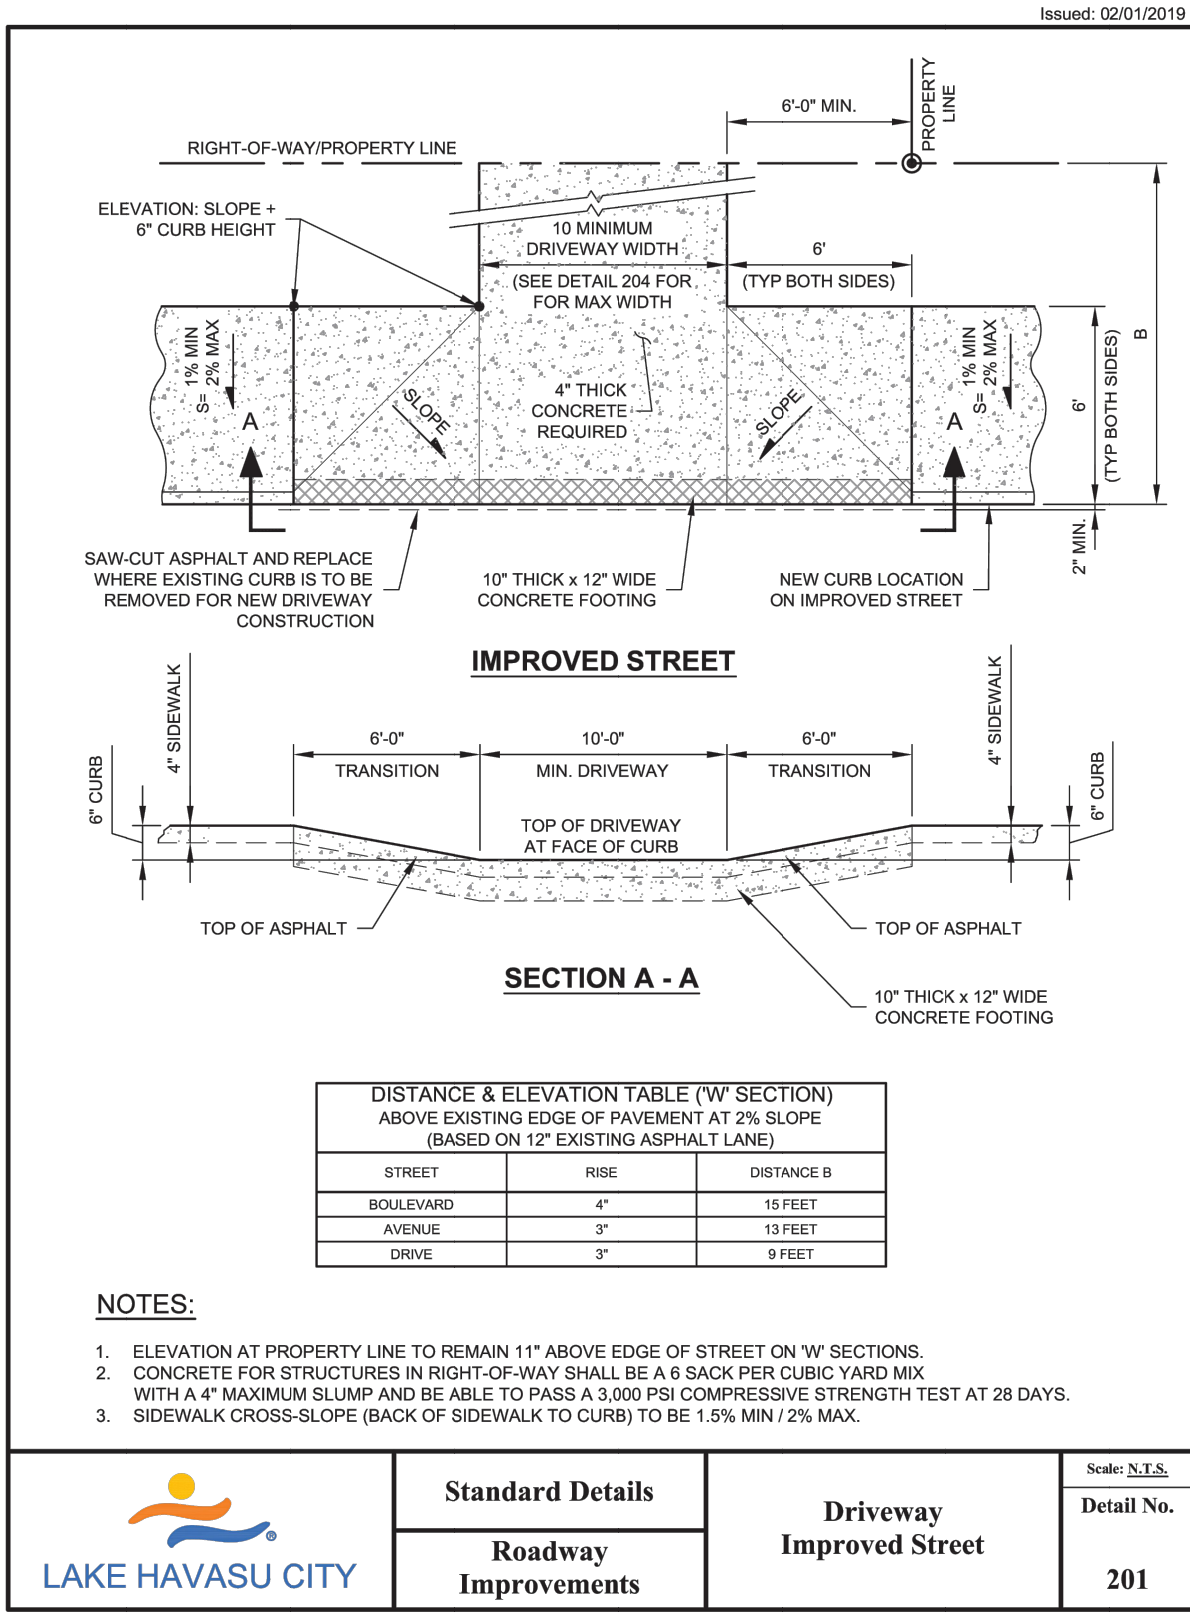 Issued: 02/01/2019
6'-0" MIN.
PROPERTY
LINE
RIGHT-OF-WAY/PROPERTY LINE
ELEVATION: SLOPE +
6" CURB HEIGHT
10 MINIMUM
DRIVEWAY WIDTH
(SEE DETAIL 204 FOR
FOR MAX WIDTH
6'
(TYP BOTH SIDES)
S= 1% MIN
2% MAX
A
SLOPE
4" THICK
CONCRETE
REQUIRED
SLOPE
S= 1% MIN
2% MAX
A
6'
(TYP BOTH SIDES)
B
2" MIN.
SAW-CUT ASPHALT AND REPLACE
WHERE EXISTING CURB IS TO BE
REMOVED FOR NEW DRIVEWAY
CONSTRUCTION
10" THICK x 12" WIDE
CONCRETE FOOTING
NEW CURB LOCATION
ON IMPROVED STREET
IMPROVED STREET
6" CURB
4" SIDEWALK
6'-0"
TRANSITION
10'-0"
MIN. DRIVEWAY
6'-0"
TRANSITION
4" SIDEWALK
6" CURB
TOP OF DRIVEWAY
AT FACE OF CURB
TOP OF ASPHALT
TOP OF ASPHALT
SECTION A - A
10" THICK x 12" WIDE
CONCRETE FOOTING
DISTANCE & ELEVATION TABLE ('W' SECTION)
ABOVE EXISTING EDGE OF PAVEMENT AT 2% SLOPE
(BASED ON 12" EXISTING ASPHALT LANE)
STREET RISE DISTANCE B
BOULEVARD 4" 15 FEET
AVENUE 3" 13 FEET
DRIVE 3" 9 FEET
NOTES:
1. ELEVATION AT PROPERTY LINE TO REMAIN 11" ABOVE EDGE OF STREET ON 'W' SECTIONS.
2. CONCRETE FOR STRUCTURES IN RIGHT-OF-WAY SHALL BE A 6 SACK PER CUBIC YARD MIX
WITH A 4" MAXIMUM SLUMP AND BE ABLE TO PASS A 3,000 PSI COMPRESSIVE STRENGTH TEST AT 28 DAYS.
3. SIDEWALK CROSS-SLOPE (BACK OF SIDEWALK TO CURB) TO BE 1.5% MIN / 2% MAX.
®
LAKE HAVASU CITY
Standard Details
Roadway
Improvements
Driveway
Improved Street
Scale: N.T.S.
Detail No.
201